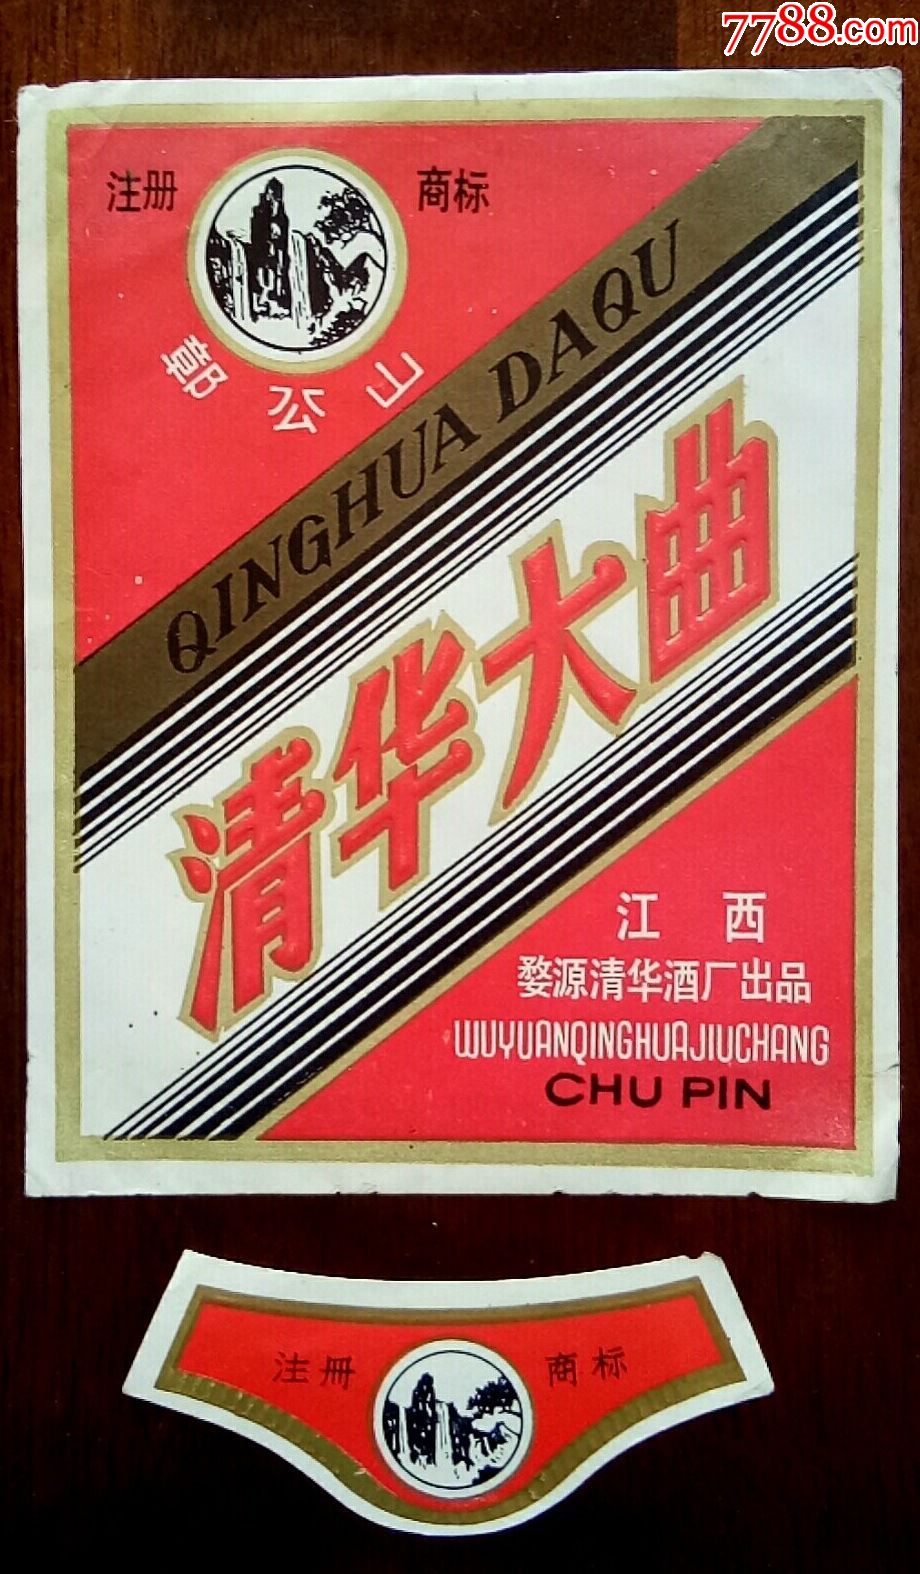 7788.com
注册 商标
鄣公山
QINGHUA DAQU
清华大曲
江西
婺源清华酒厂出品
WUYUANQINGHUAJIUCHANG
CHU PIN
注册 商标